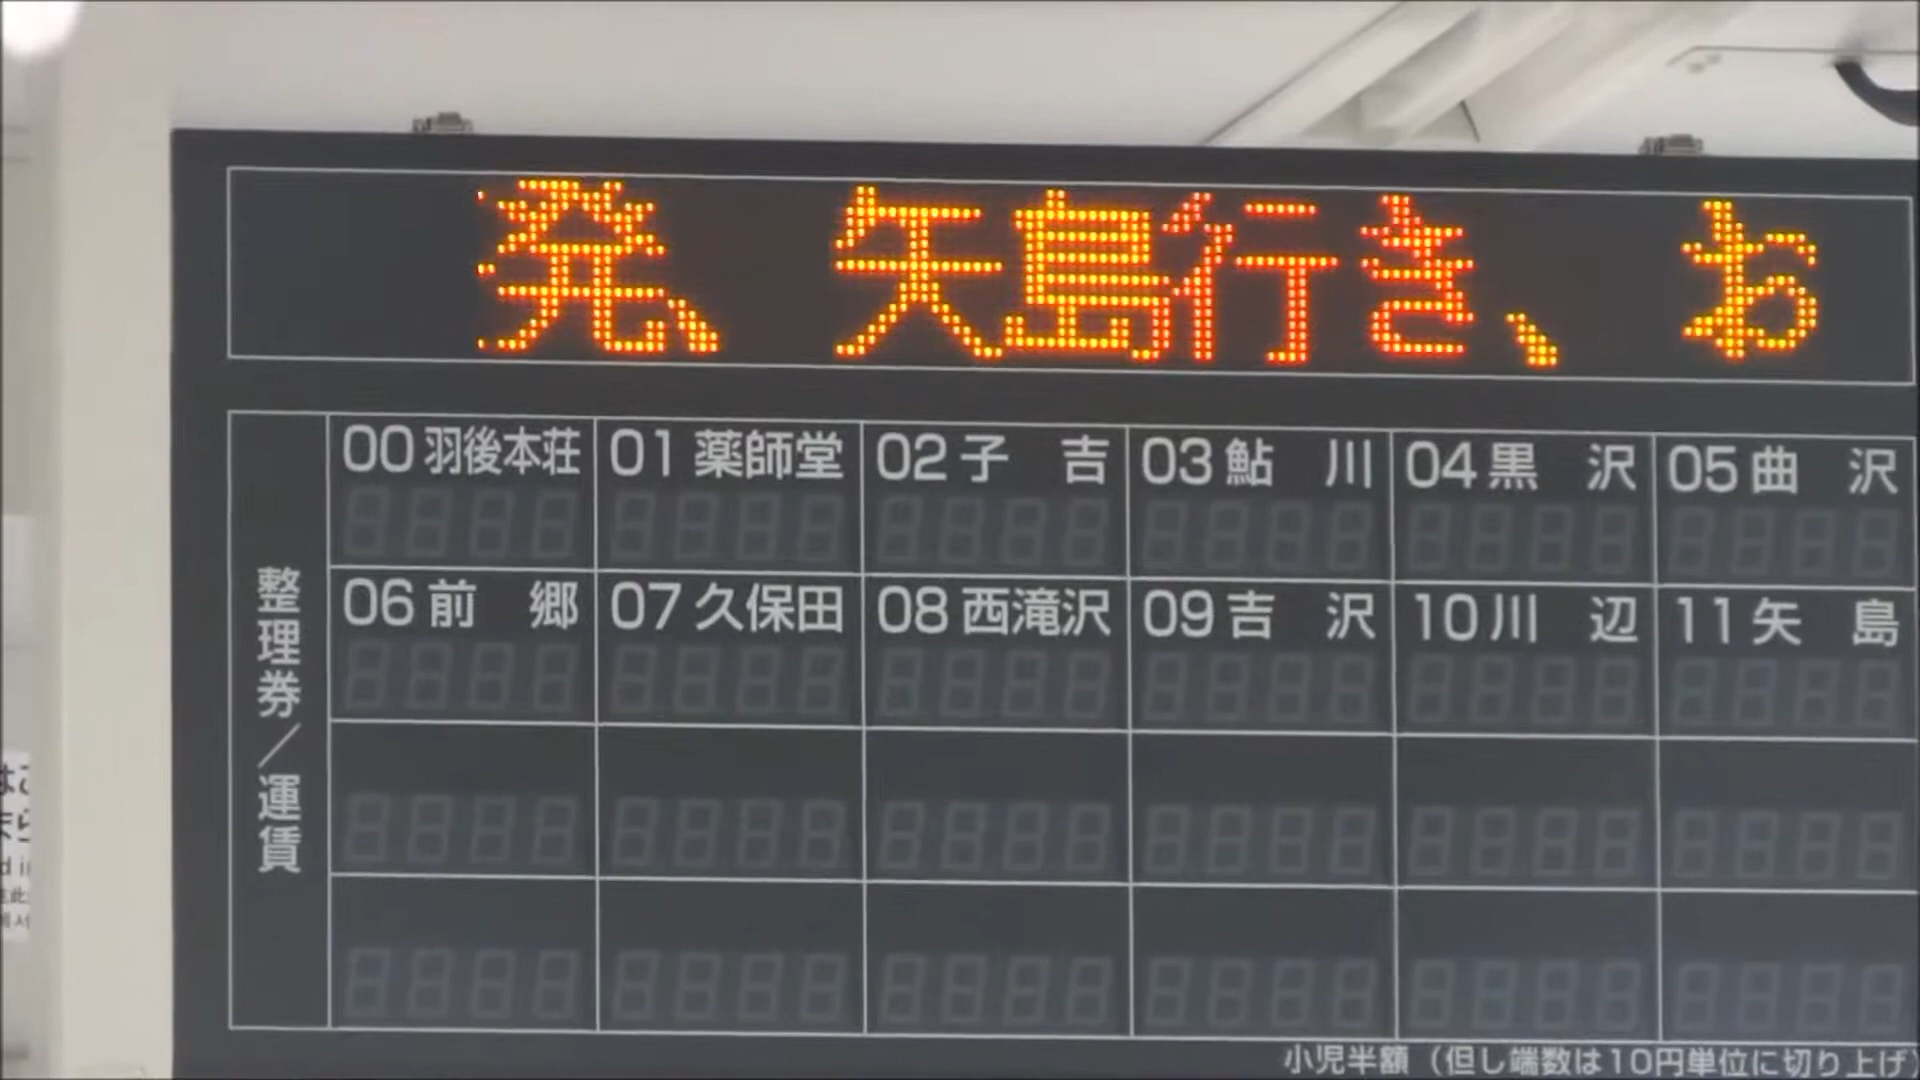 発、 矢島行き、 お
整理券／運賃
00 羽後本荘 01 薬師堂 02 子 吉 03 鮎 川 04 黒 沢 05 曲 沢
06 前 郷 07 久保田 08 西滝沢 09 吉 沢 10 川 辺 11 矢 島
小児半額（但し端数は10円単位に切り上げ）